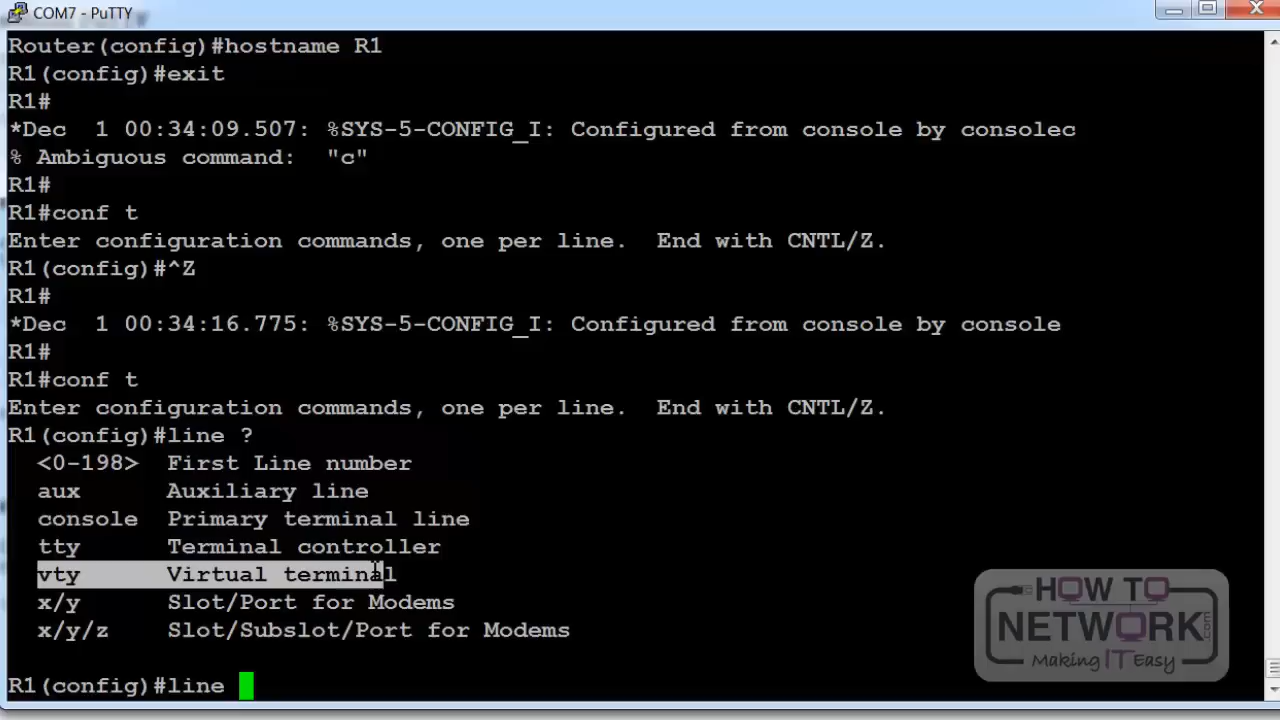 COM7 - PuTTY
Router(config)#hostname R1
R1(config)#exit
R1#
*Dec  1 00:34:09.507: %SYS-5-CONFIG_I: Configured from console by consolec
% Ambiguous command:  "c"
R1#
R1#conf t
Enter configuration commands, one per line.  End with CNTL/Z.
R1(config)#^Z
R1#
*Dec  1 00:34:16.775: %SYS-5-CONFIG_I: Configured from console by console
R1#
R1#conf t
Enter configuration commands, one per line.  End with CNTL/Z.
R1(config)#line ?
  <0-198>  First Line number
  aux      Auxiliary line
  console  Primary terminal line
  tty      Terminal controller
  vty      Virtual terminal
  x/y      Slot/Port for Modems
  x/y/z    Slot/Subslot/Port for Modems
R1(config)#line
HOW TO
NETWORK.com
Making IT Easy